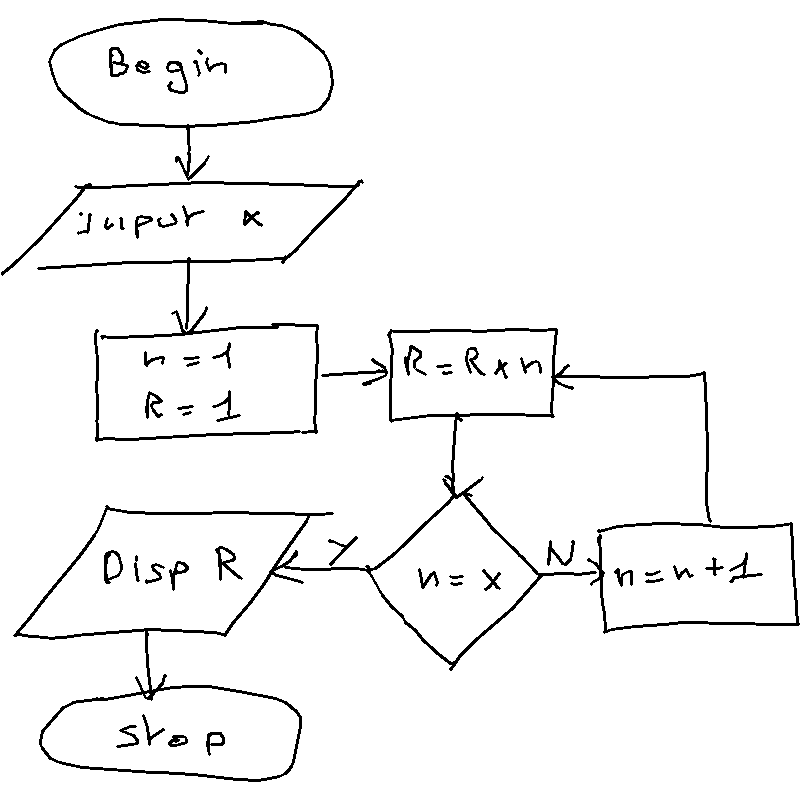 Begin
Input x
n = 1
R = 1
R = R x n
n = x
N
n = n + 1
Y
Disp R
Stop